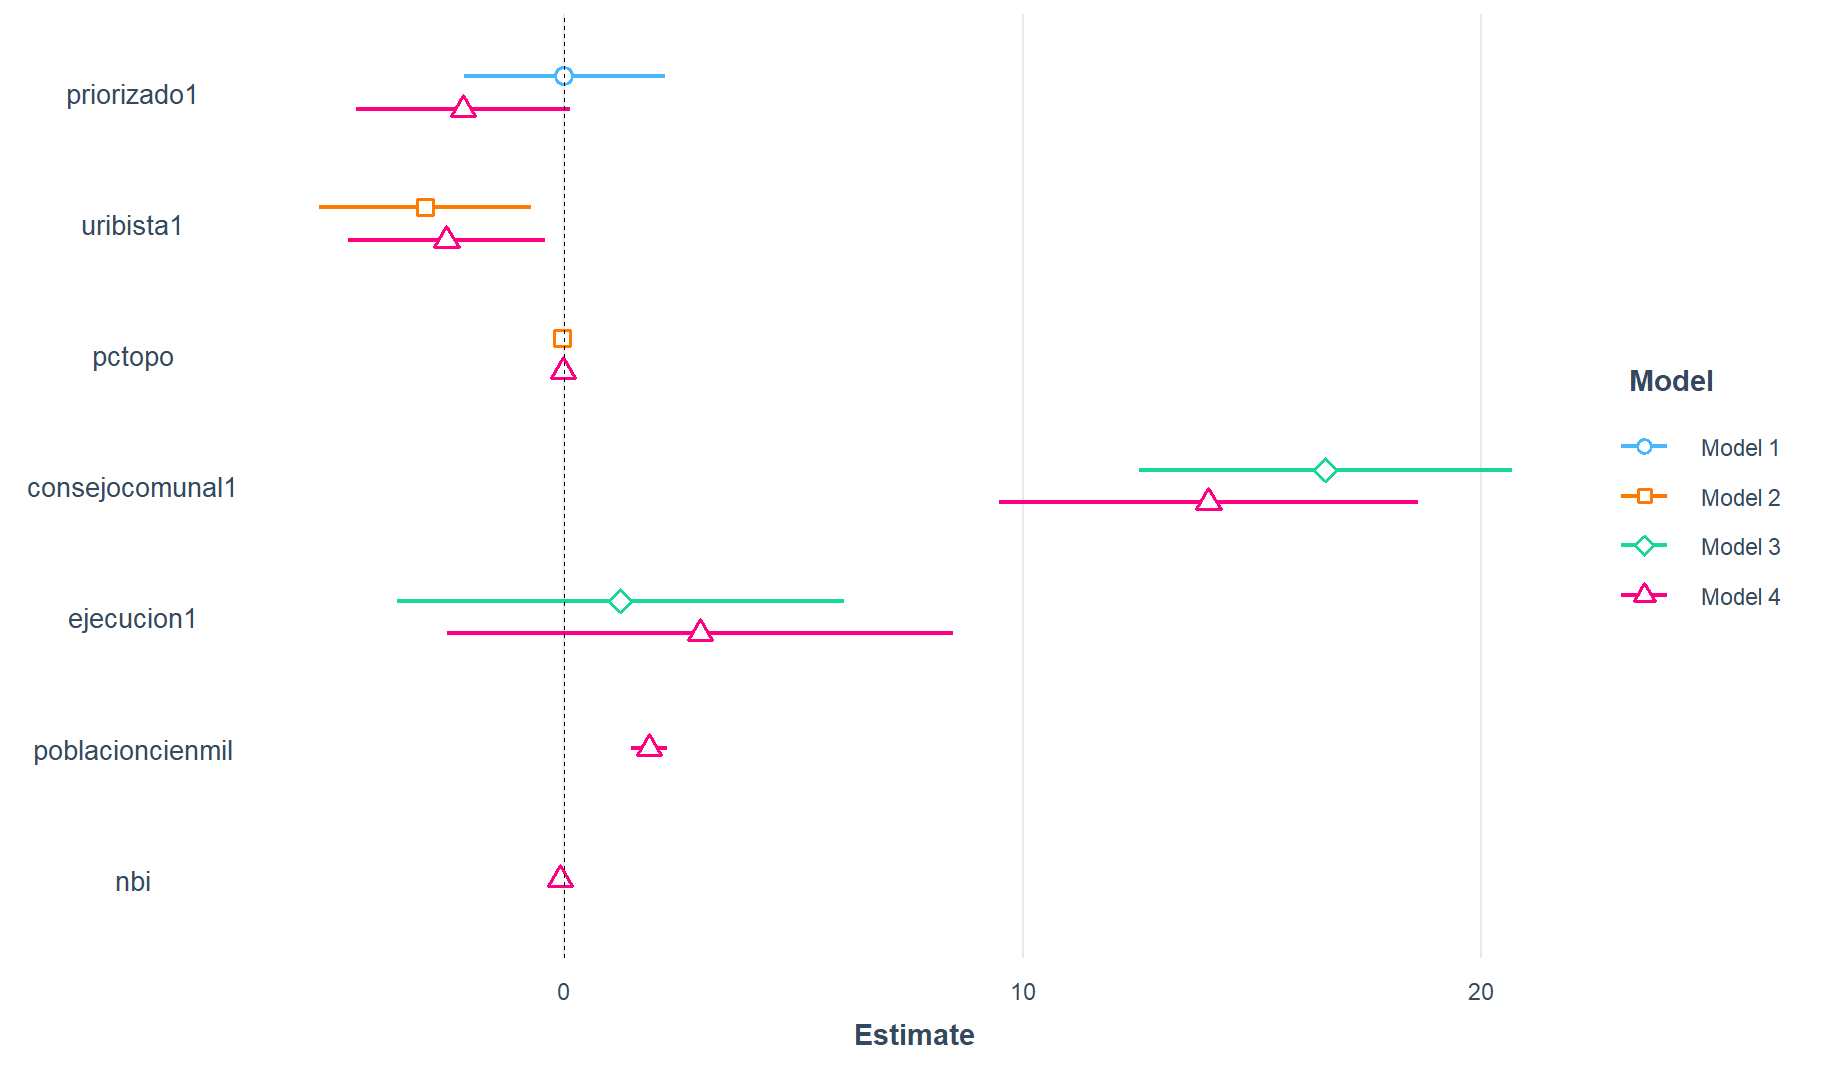 priorizado1
uribista1
pctopo
consejocomunal1
ejecucion1
poblacioncienmil
nbi
0
10
20
Estimate
Model
Model 1
Model 2
Model 3
Model 4